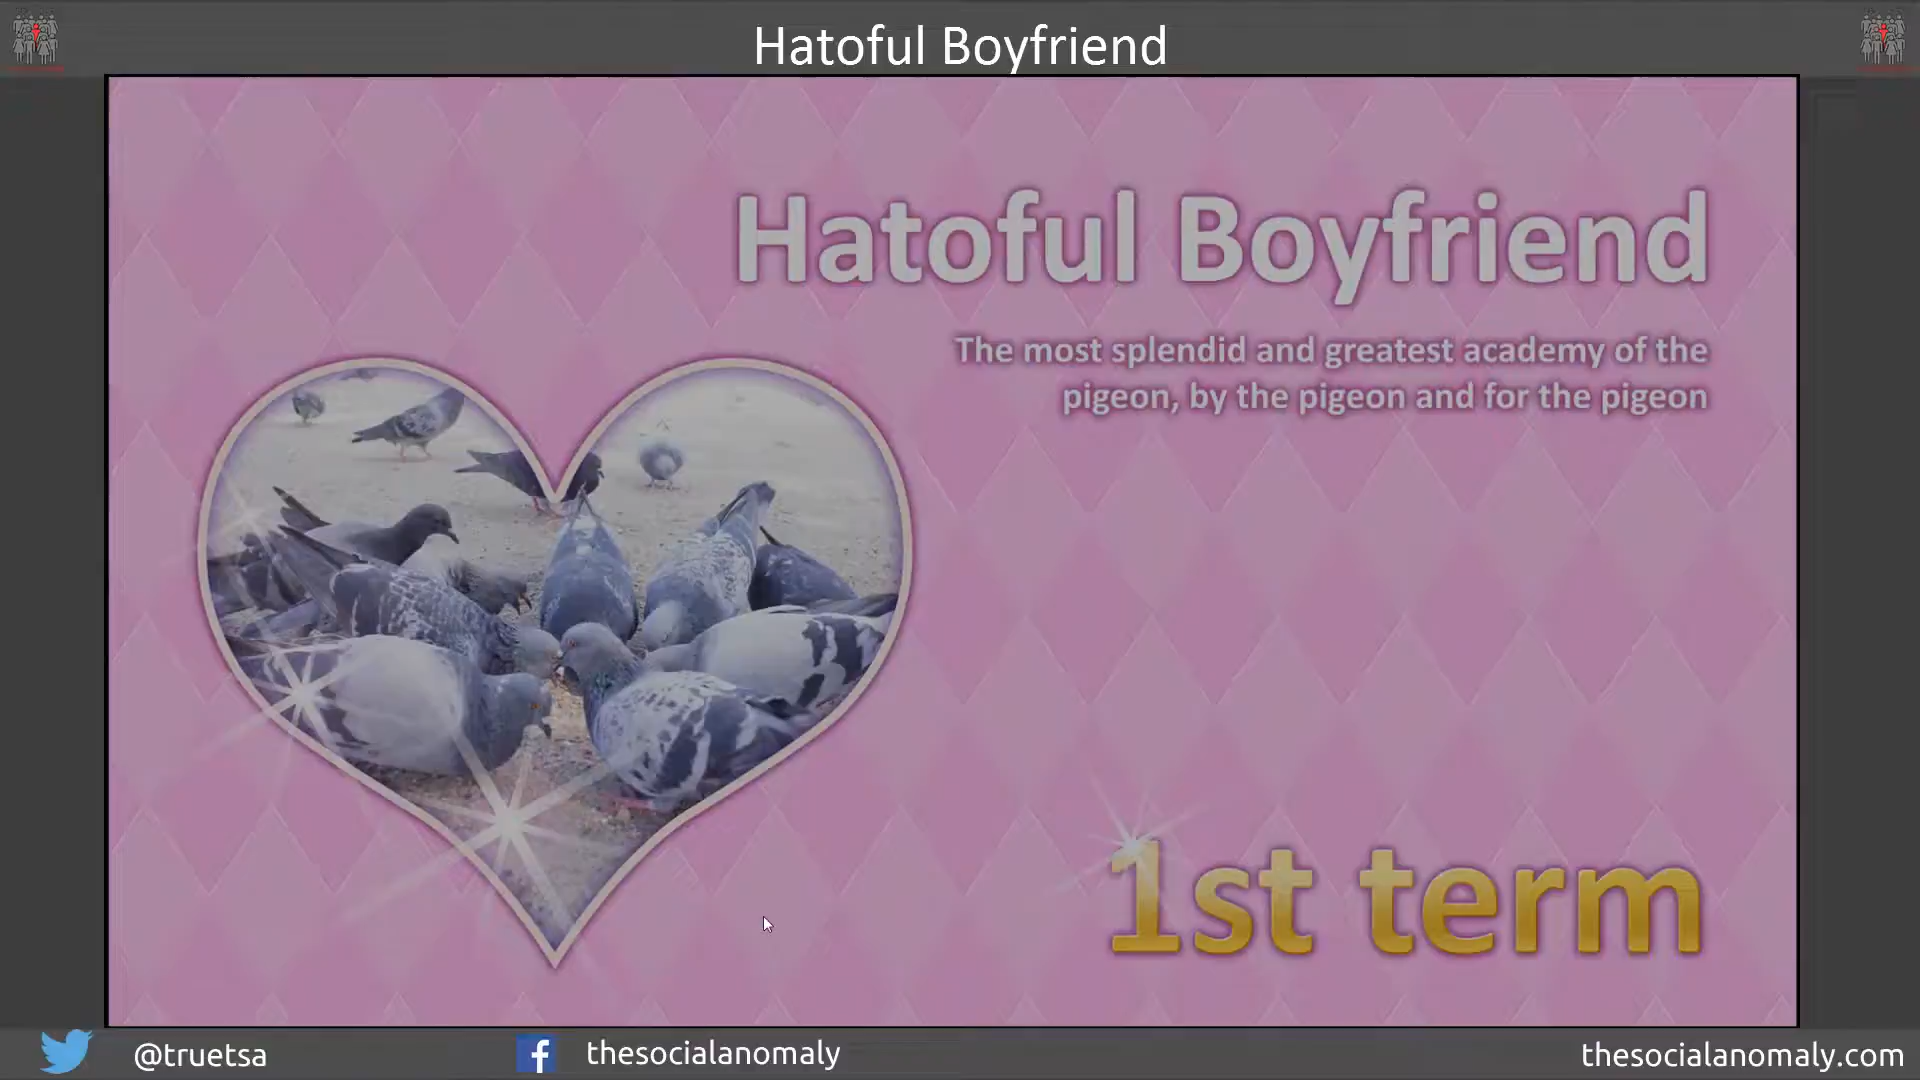 Hatoful Boyfriend
Hatoful Boyfriend
The most splendid and greatest academy of the
pigeon, by the pigeon and for the pigeon
1st term
@truetsa
thesocialanomaly
thesocialanomaly.com